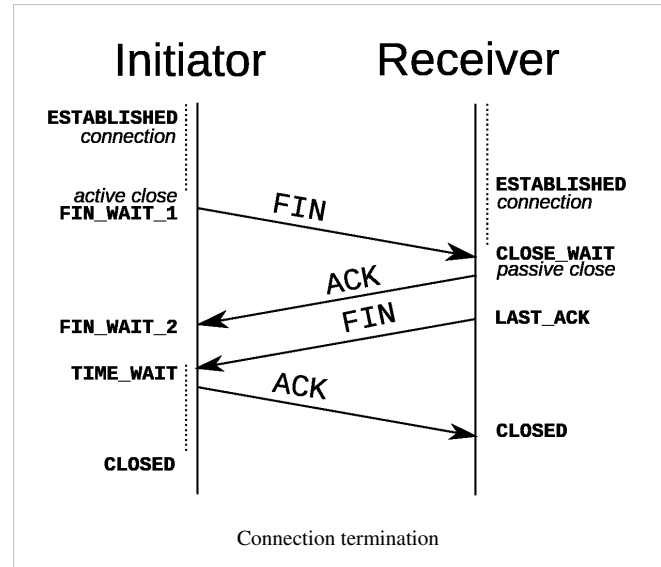 Initiator
Receiver
ESTABLISHED
connection
active close
FIN_WAIT_1
FIN
ESTABLISHED
connection
CLOSE_WAIT
passive close
ACK
FIN_WAIT_2
FIN
LAST_ACK
TIME_WAIT
ACK
CLOSED
CLOSED
Connection termination